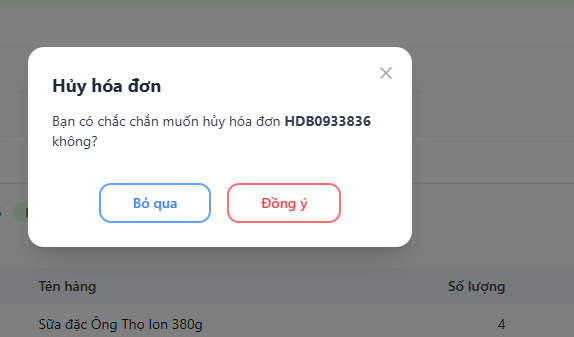 Hủy hóa đơn
Bạn có chắc chắn muốn hủy hóa đơn HDB0933836
không?
Bỏ qua
Đồng ý
Tên hàng
Số lượng
Sữa đặc Ông Thọ lon 380g
4